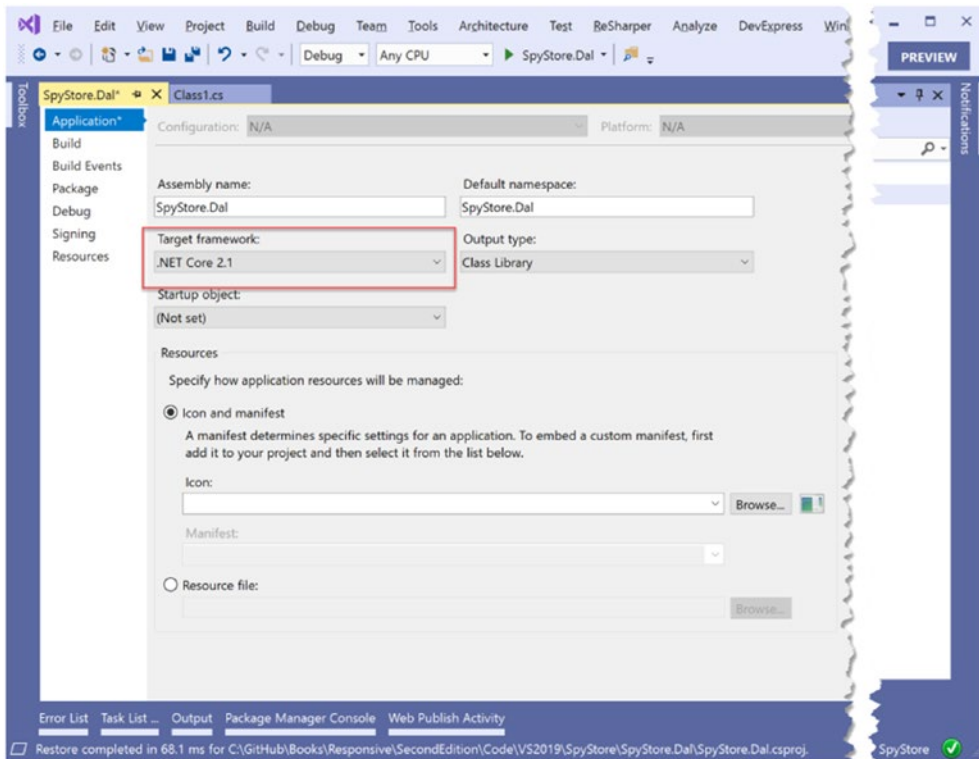 File Edit View Project Build Debug Team Tools Architecture Test ReSharper Analyze DevExpress Win
Debug Any CPU SpyStore.Dal PREVIEW
Toolbox
SpyStore.Dal* Class1.cs
Notifications
Application*
Build
Build Events
Package
Debug
Signing
Resources
Configuration: N/A Platform: N/A
Assembly name: Default namespace:
SpyStore.Dal SpyStore.Dal
Target framework: Output type:
.NET Core 2.1 Class Library
Startup object:
(Not set)
Resources
Specify how application resources will be managed:
Icon and manifest
A manifest determines specific settings for an application. To embed a custom manifest, first
add it to your project and then select it from the list below.
Icon:
Browse...
Manifest:
Resource file:
Browse...
Error List Task List ... Output Package Manager Console Web Publish Activity
Restore completed in 68.1 ms for C:\GitHub\Books\Responsive\SecondEdition\Code\VS2019\SpyStore\SpyStore.Dal\SpyStore.Dal.csproj. SpyStore